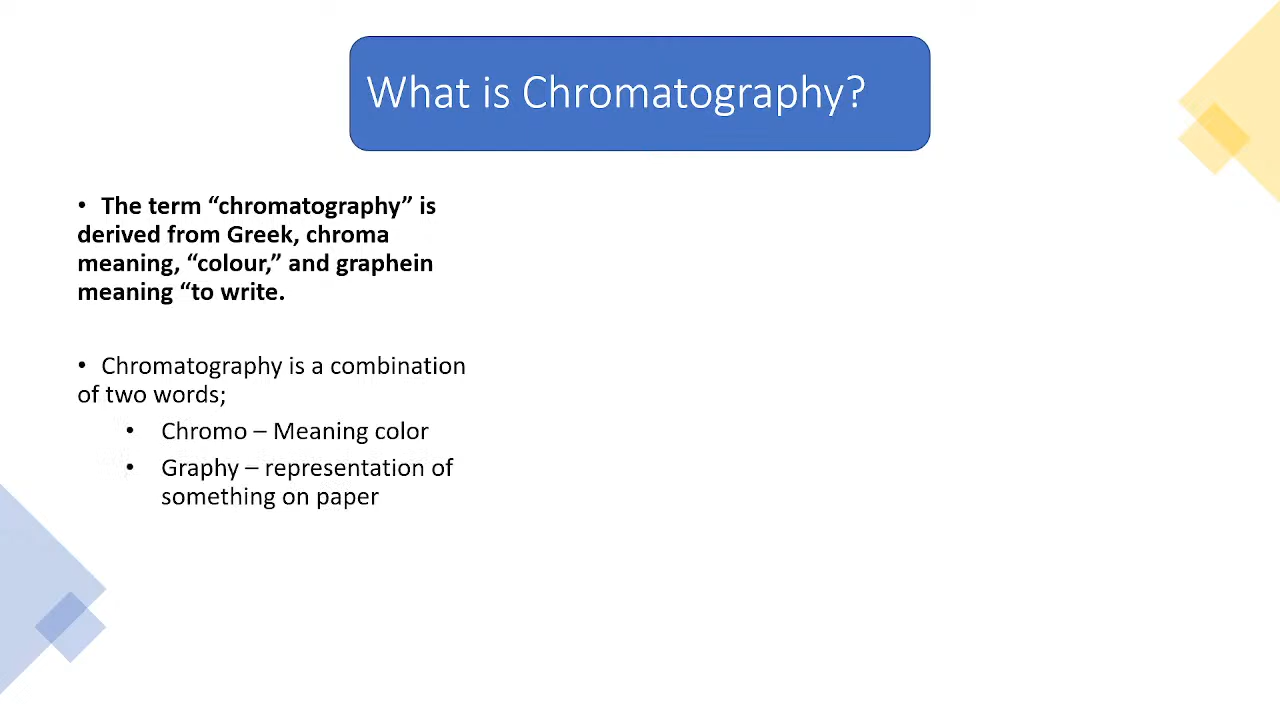 What is Chromatography?
• The term “chromatography” is
derived from Greek, chroma
meaning, “colour,” and graphein
meaning “to write.
• Chromatography is a combination
of two words;
• Chromo – Meaning color
• Graphy – representation of
something on paper